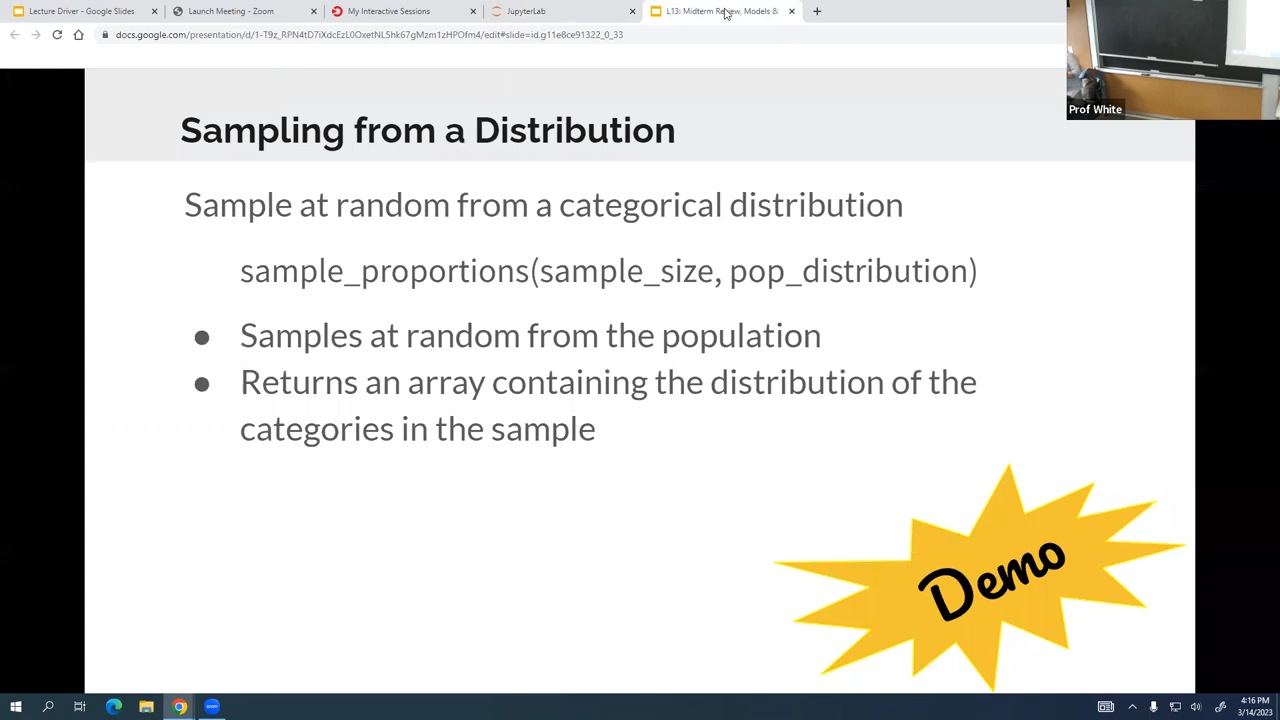 Lecture Driver - Google Slides
Launch Meeting - Zoom
My Interactive Sessions
JupyterLab
L13: Midterm Review, Models &
docs.google.com/presentation/d/1-T9z_RPN4tD7iXdcEzL0OxetNL5hk67gMzm1zHPOfm4/edit#slide=id.g11e8ce91322_0_33
Prof White
Sampling from a Distribution
Sample at random from a categorical distribution
sample_proportions(sample_size, pop_distribution)
● Samples at random from the population
● Returns an array containing the distribution of the
categories in the sample
Demo
4:16 PM
3/14/2023